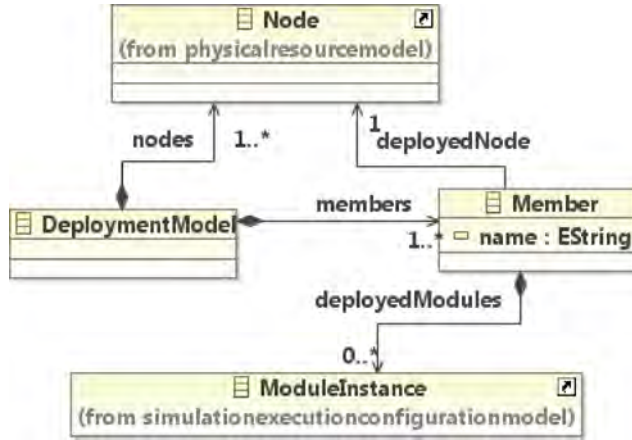 Node
(from physicalresourcemodel)
nodes
1..*
1
deployedNode
DeploymentModel
members
1..*
Member
name : EString
deployedModules
0..*
ModuleInstance
(from simulationexecutionconfigurationmodel)